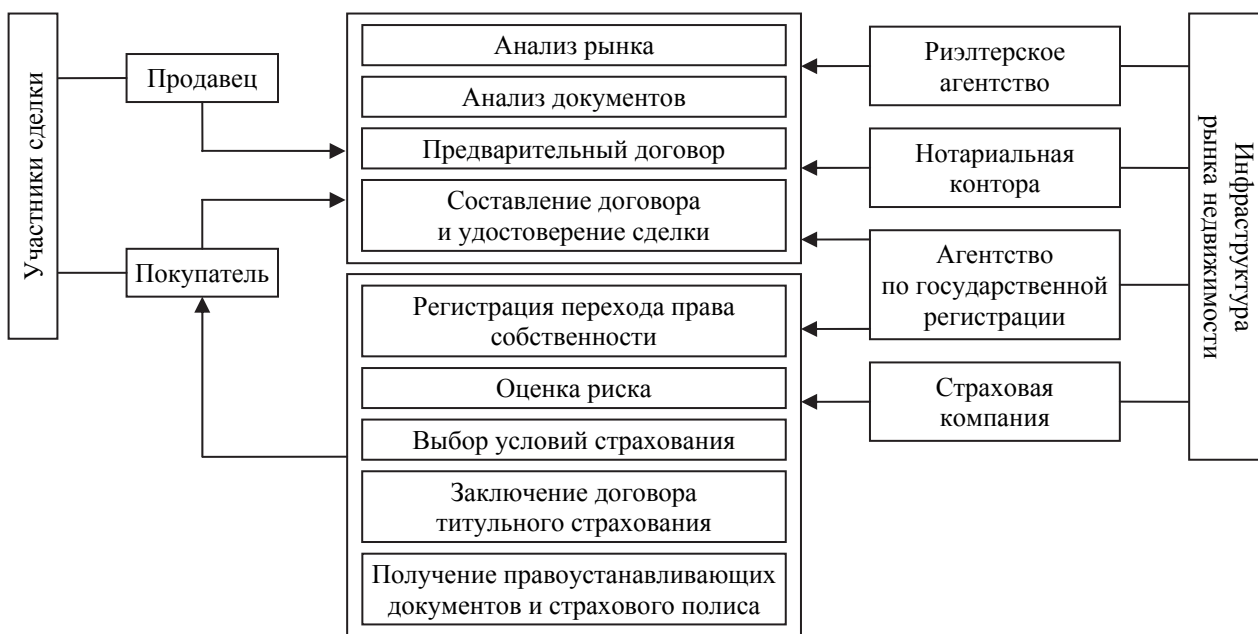 Участники сделки
Продавец
Покупатель
Анализ рынка
Анализ документов
Предварительный договор
Составление договора
и удостоверение сделки
Регистрация перехода права
собственности
Оценка риска
Выбор условий страхования
Заключение договора
титульного страхования
Получение правоустанавливающих
документов и страхового полиса
Риэлтерское
агентство
Нотариальная
контора
Агентство
по государственной
регистрации
Страховая
компания
Инфраструктура
рынка недвижимости